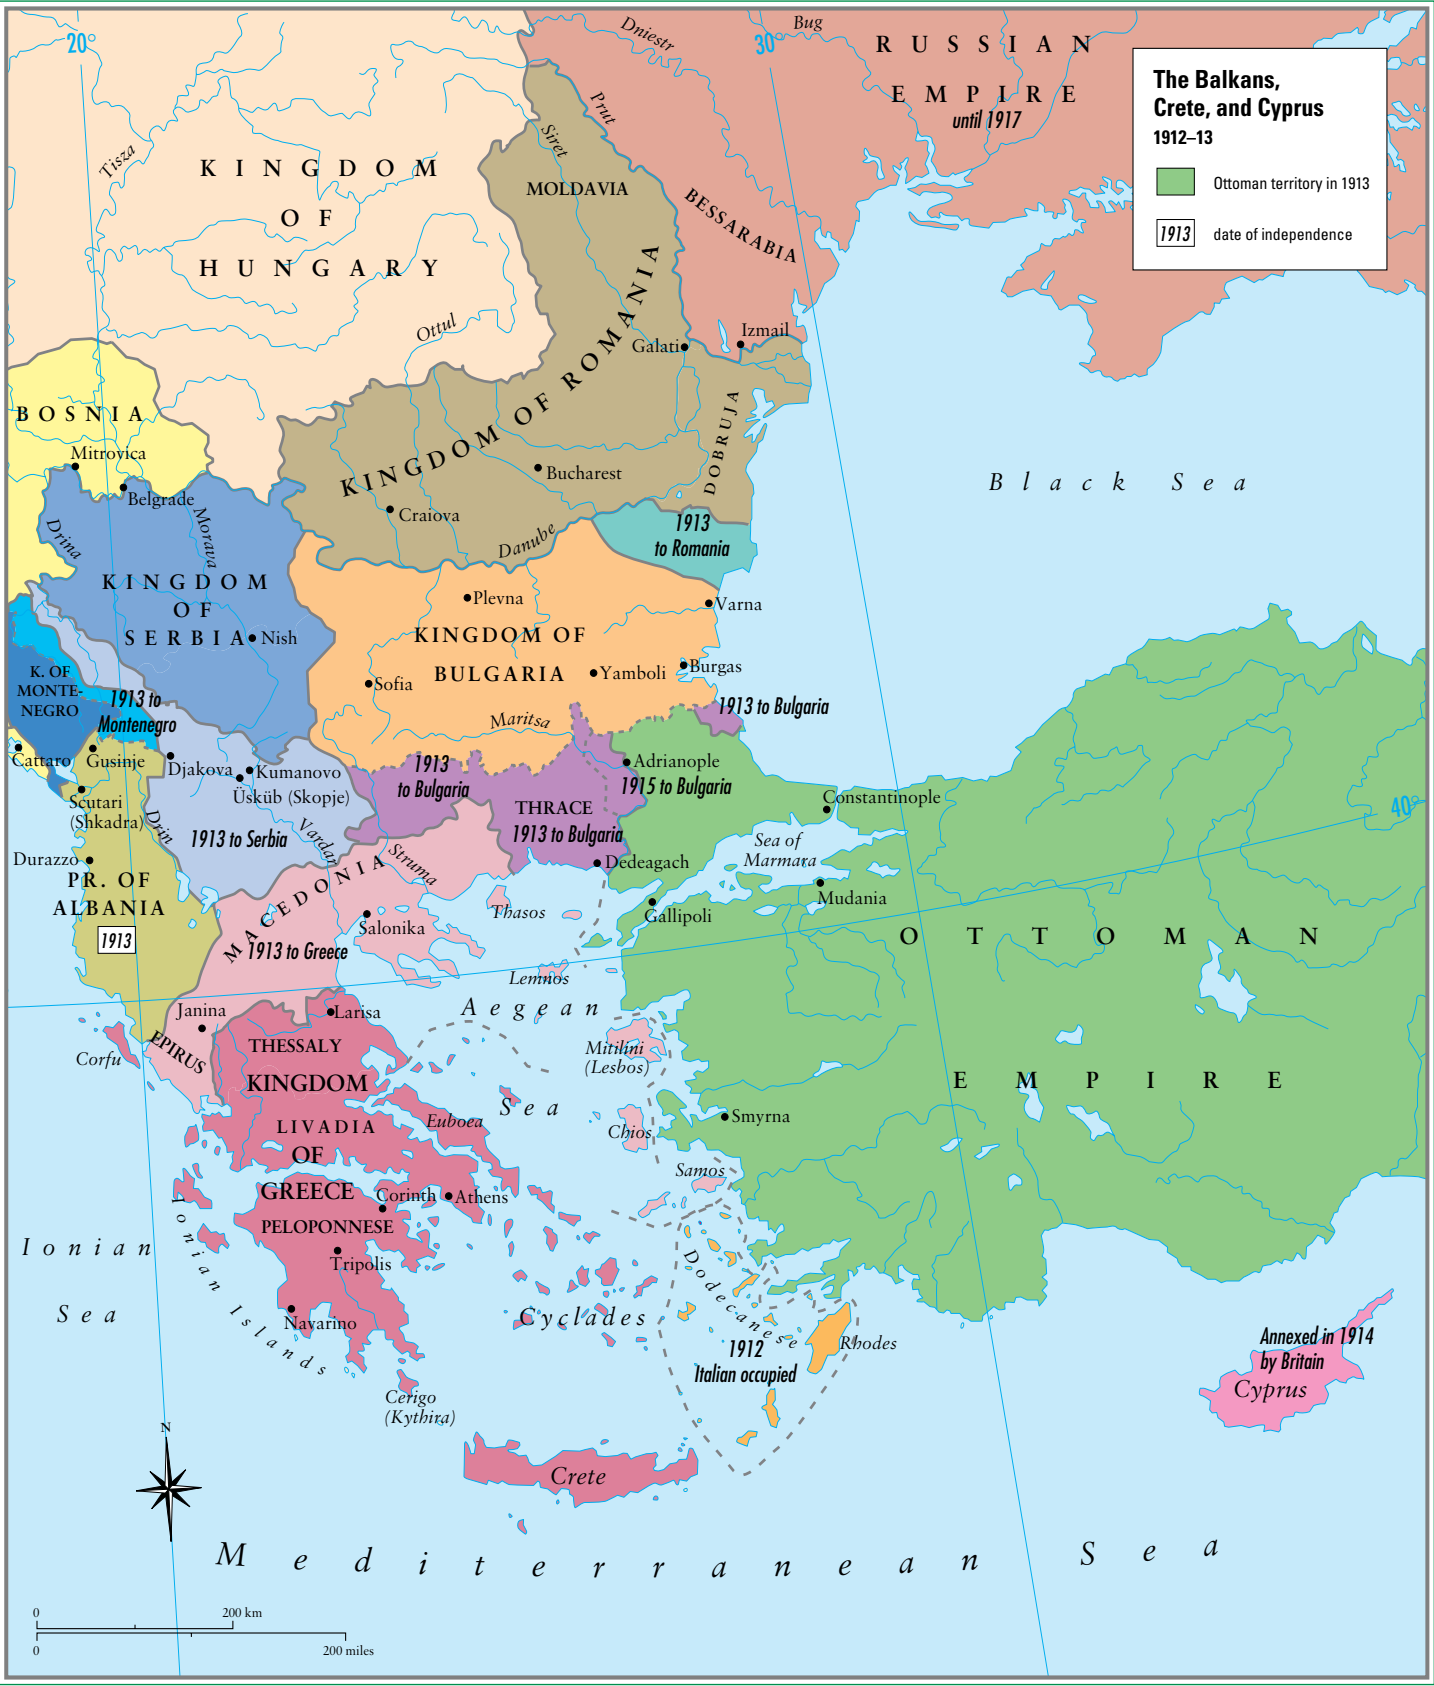 The Balkans,
Crete, and Cyprus
1912–13
Ottoman territory in 1913
1913
date of independence
20°
30°
40°
Bug
Dniestr
RUSSIAN
EMPIRE
until 1917
Prut
Siret
Tisza
KINGDOM
OF
HUNGARY
MOLDAVIA
BESSARABIA
Ottul
Izmail
Galati
KINGDOM OF ROMANIA
DOBRUJA
BOSNIA
Mitrovica
Belgrade
Bucharest
Craiova
Black Sea
Drina
Morava
Danube
1913
to Romania
KINGDOM
OF
SERBIA
Nish
Plevna
Varna
KINGDOM OF
BULGARIA
Yamboli
Burgas
Sofia
K. OF
MONTE-
NEGRO
1913 to
Montenegro
Maritsa
1913 to Bulgaria
Cattaro
Gusinje
Djakova
Kumanovo
Üsküb (Skopje)
1913
to Bulgaria
Adrianople
1915 to Bulgaria
Scutari
(Shkadra)
Drin
1913 to Serbia
Vardan
THRACE
1913 to Bulgaria
Constantinople
Sea of
Marmara
Durazzo
PR. OF
ALBANIA
1913
Struma
Dedeagach
MACEDONIA
1913 to Greece
Salonika
Thasos
Gallipoli
Mudania
OTTOMAN
EMPIRE
Lemnos
Janina
Larisa
Aegean
Sea
EPIRUS
Corfu
THESSALY
KINGDOM
LIVADIA
OF
GREECE
Mitilini
(Lesbos)
Euboea
Chios
Smyrna
Samos
Corinth
Athens
PELOPONNESE
Tripolis
Ionian
Sea
Ionian Islands
Navarino
Cyclades
Dodecanese
1912
Italian occupied
Rhodes
Annexed in 1914
by Britain
Cyprus
Cerigo
(Kythira)
N
Crete
Mediterranean Sea
0
200 km
0
200 miles